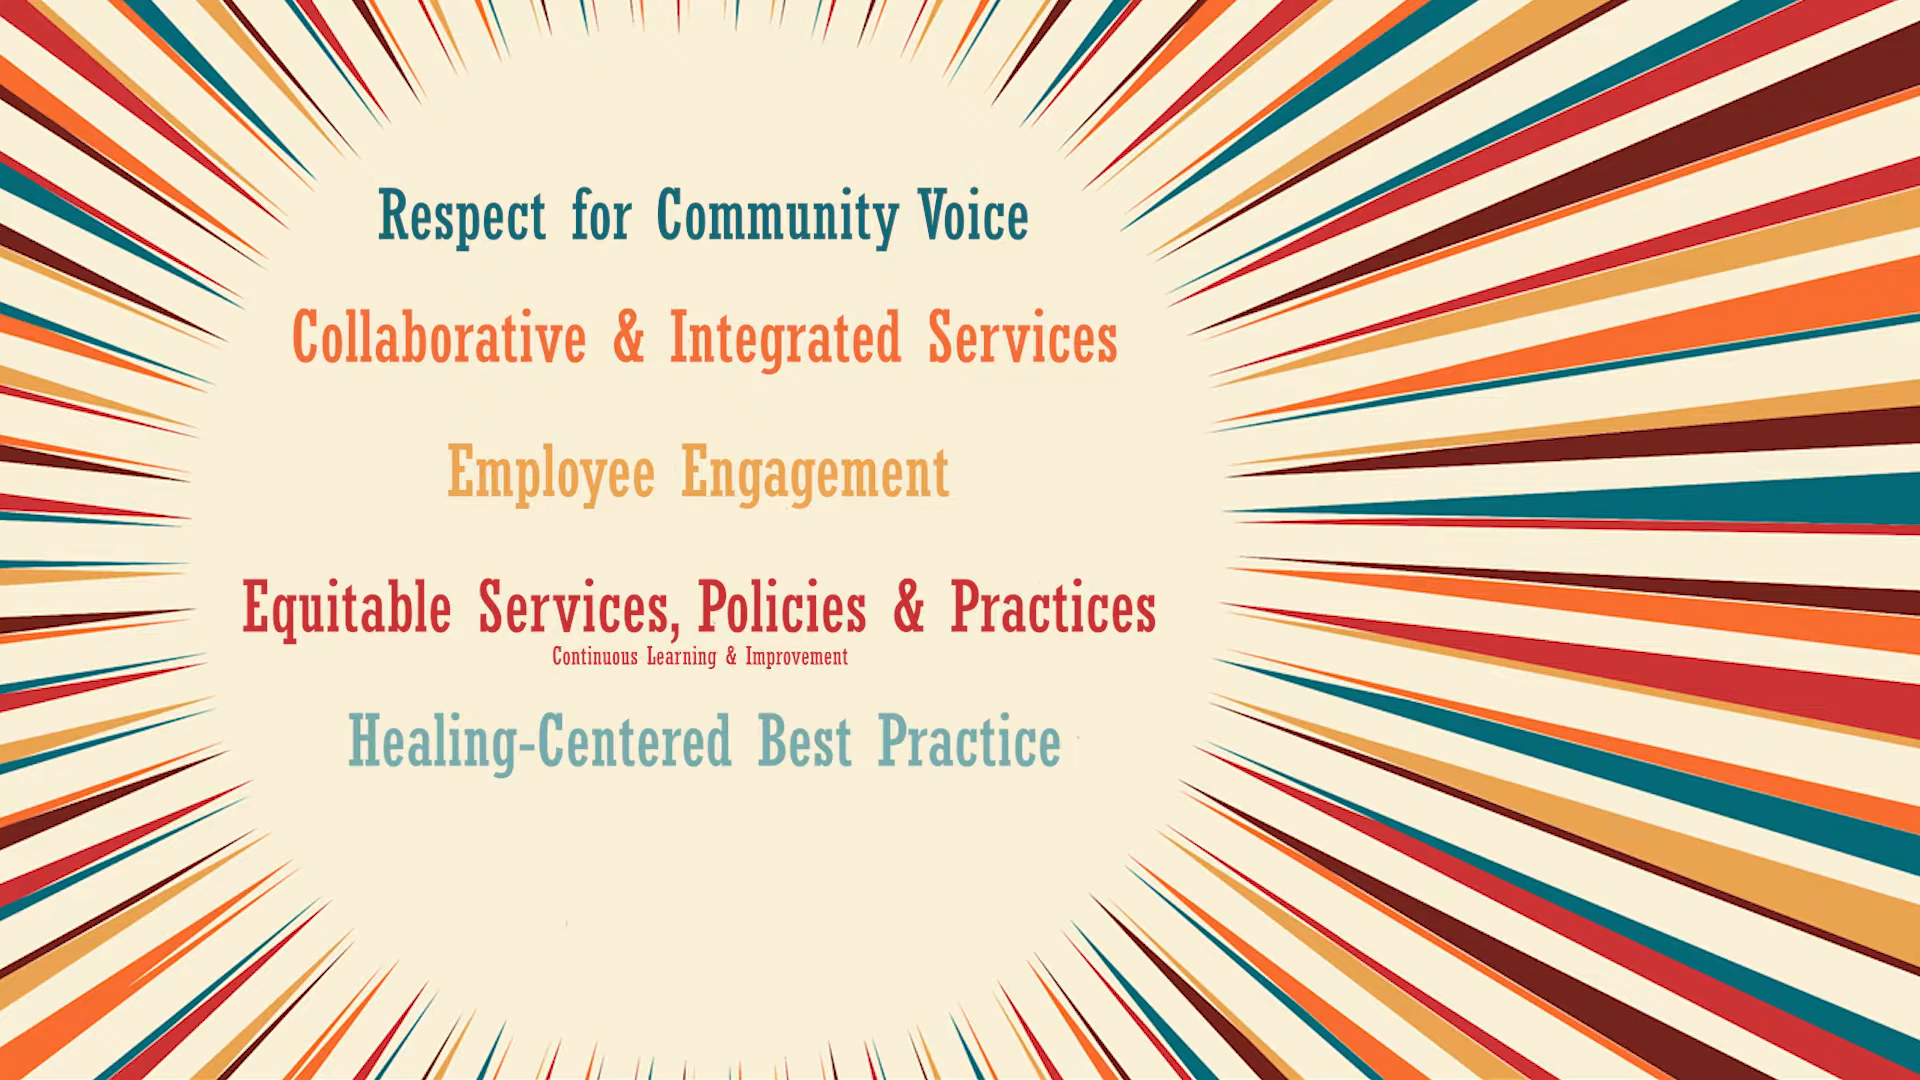 Respect for Community Voice
Collaborative & Integrated Services
Employee Engagement
Equitable Services, Policies & Practices
Continuous Learning & Improvement
Healing-Centered Best Practice